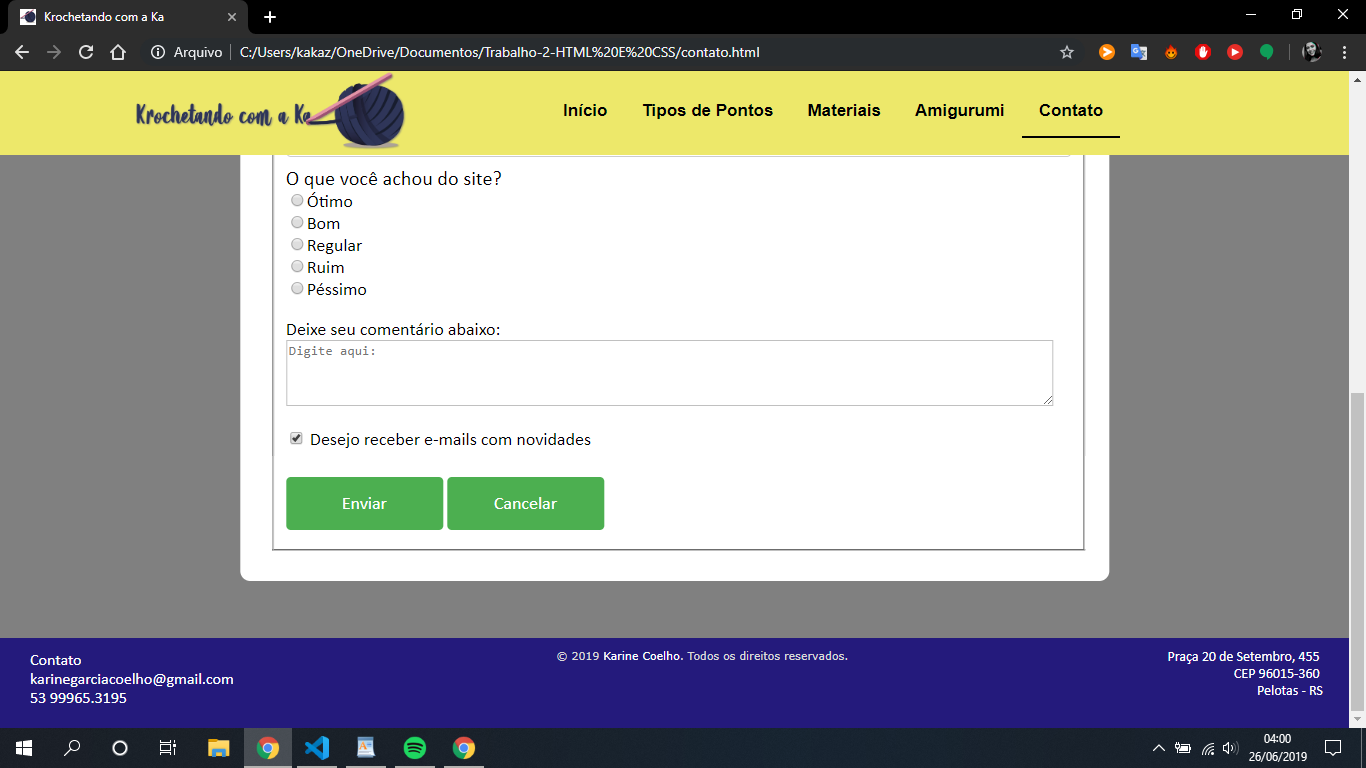 Krochetando com a Ka
Arquivo
C:/Users/kakaz/OneDrive/Documentos/Trabalho-2-HTML%20E%20CSS/contato.html
Krochetando com a Ka
Início
Tipos de Pontos
Materiais
Amigurumi
Contato
O que você achou do site?
Ótimo
Bom
Regular
Ruim
Péssimo
Deixe seu comentário abaixo:
Digite aqui:
Desejo receber e-mails com novidades
Enviar
Cancelar
Contato
karinegarciacoelho@gmail.com
53 99965.3195
© 2019 Karine Coelho. Todos os direitos reservados.
Praça 20 de Setembro, 455
CEP 96015-360
Pelotas - RS
04:00
26/06/2019